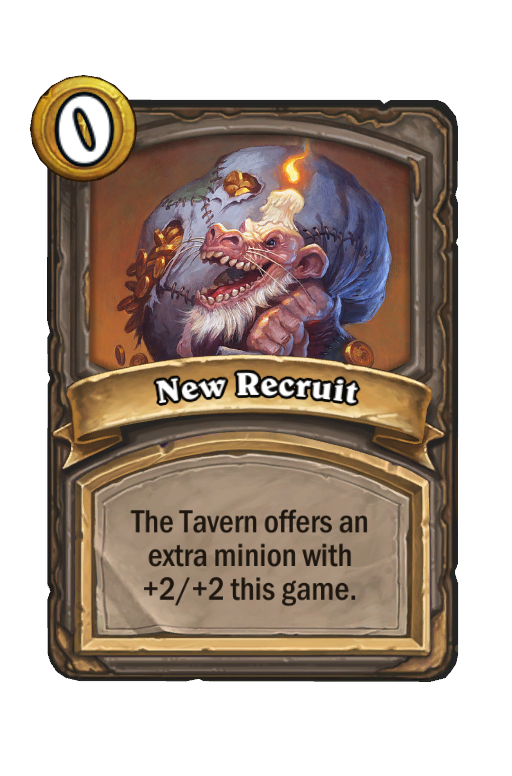 0
New Recruit
The Tavern offers an
extra minion with
+2/+2 this game.